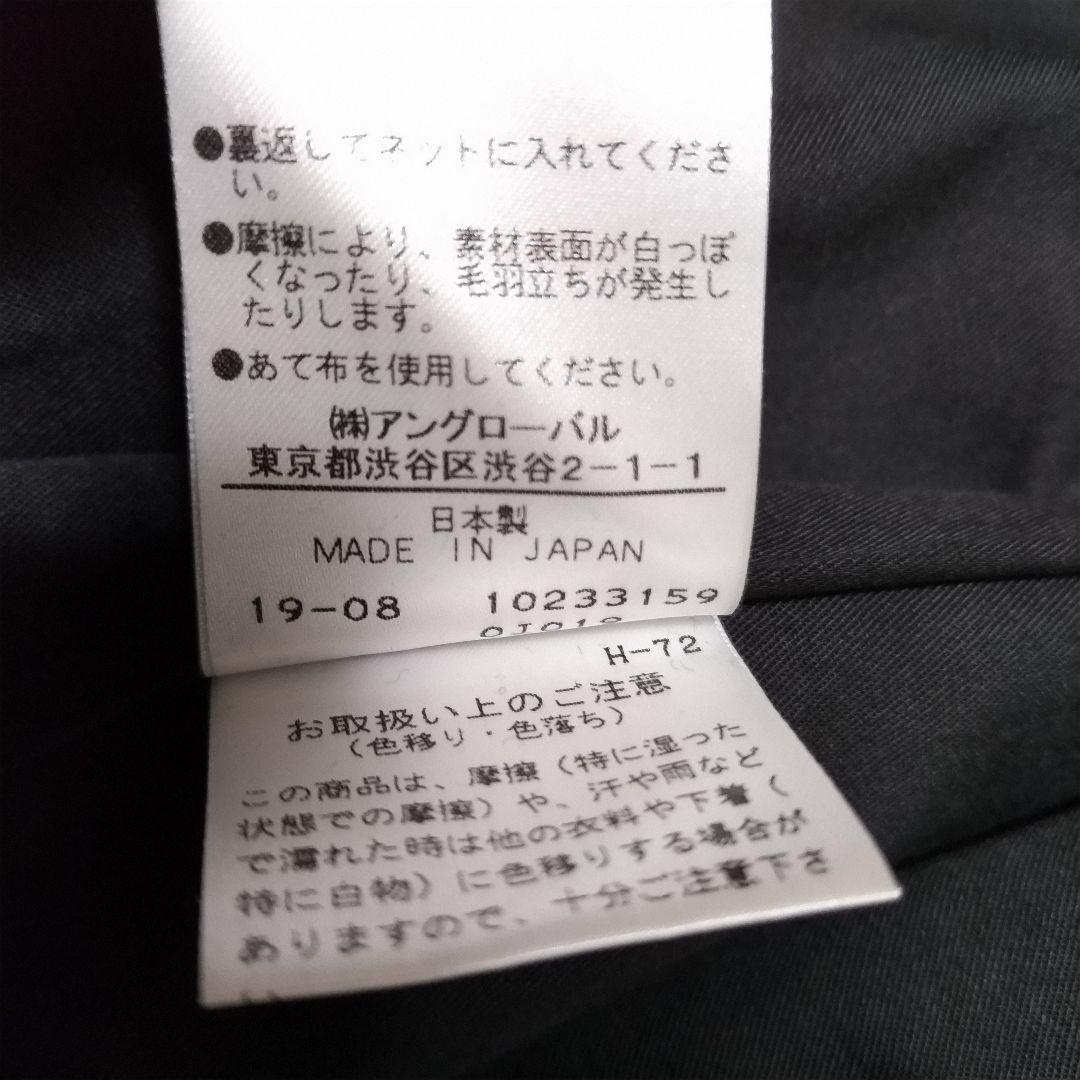 ●裏返してネットに入れてくださ
い。
●摩擦により、素材表面が白っぽ
くなったり、毛羽立ちが発生し
たりします。
●あて布を使用してください。
㈱アングローバル
東京都渋谷区渋谷2-1-1
日本製
MADE IN JAPAN
19-08 10233159
H-72
お取扱い上のご注意
(色移り・色落ち)
この商品は、摩擦(特に湿った
状態での摩擦)や、汗や雨など
で濡れた時は他の衣料や下着(
特に白物)に色移りする場合が
ありますので、十分ご注意下さ